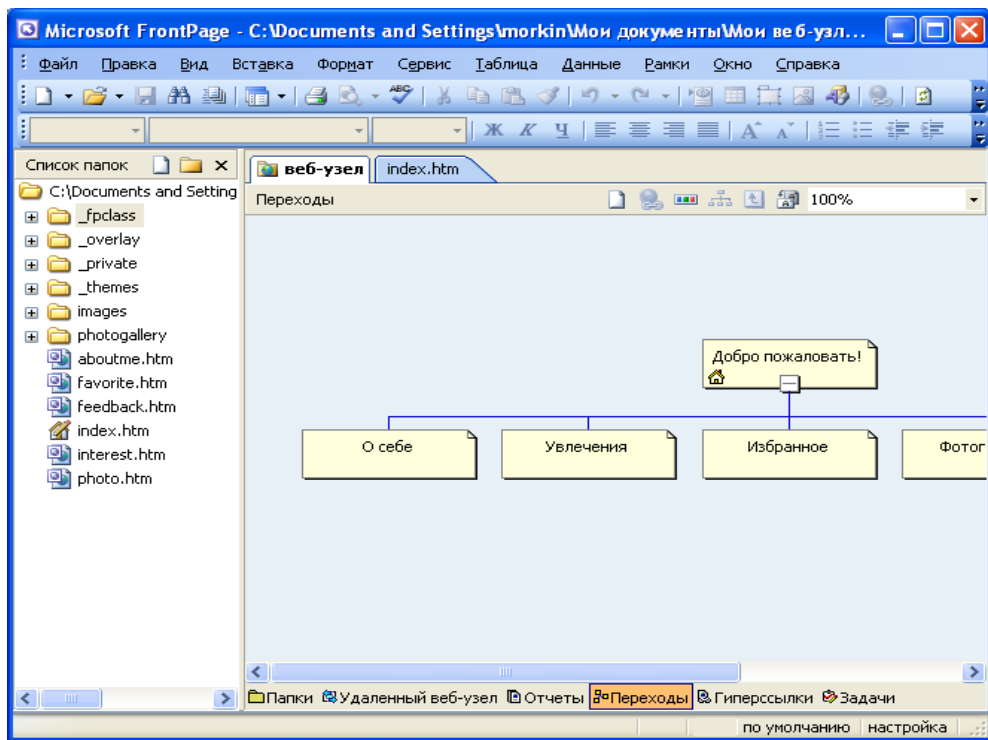 Microsoft FrontPage - C:\Documents and Settings\morkin\Мои документы\Мои веб-узл...
Файл Правка Вид Вставка Формат Сервис Таблица Данные Рамки Окно Справка
Ж К Ч
Список папок
веб-узел index.htm
C:\Documents and Setting
Переходы 100%
_fpclass
_overlay
_private
_themes
images
photogallery
aboutme.htm
favorite.htm
feedback.htm
index.htm
interest.htm
photo.htm
Добро пожаловать!
О себе Увлечения Избранное Фотог
Папки Удаленный веб-узел Отчеты Переходы Гиперссылки Задачи
по умолчанию настройка